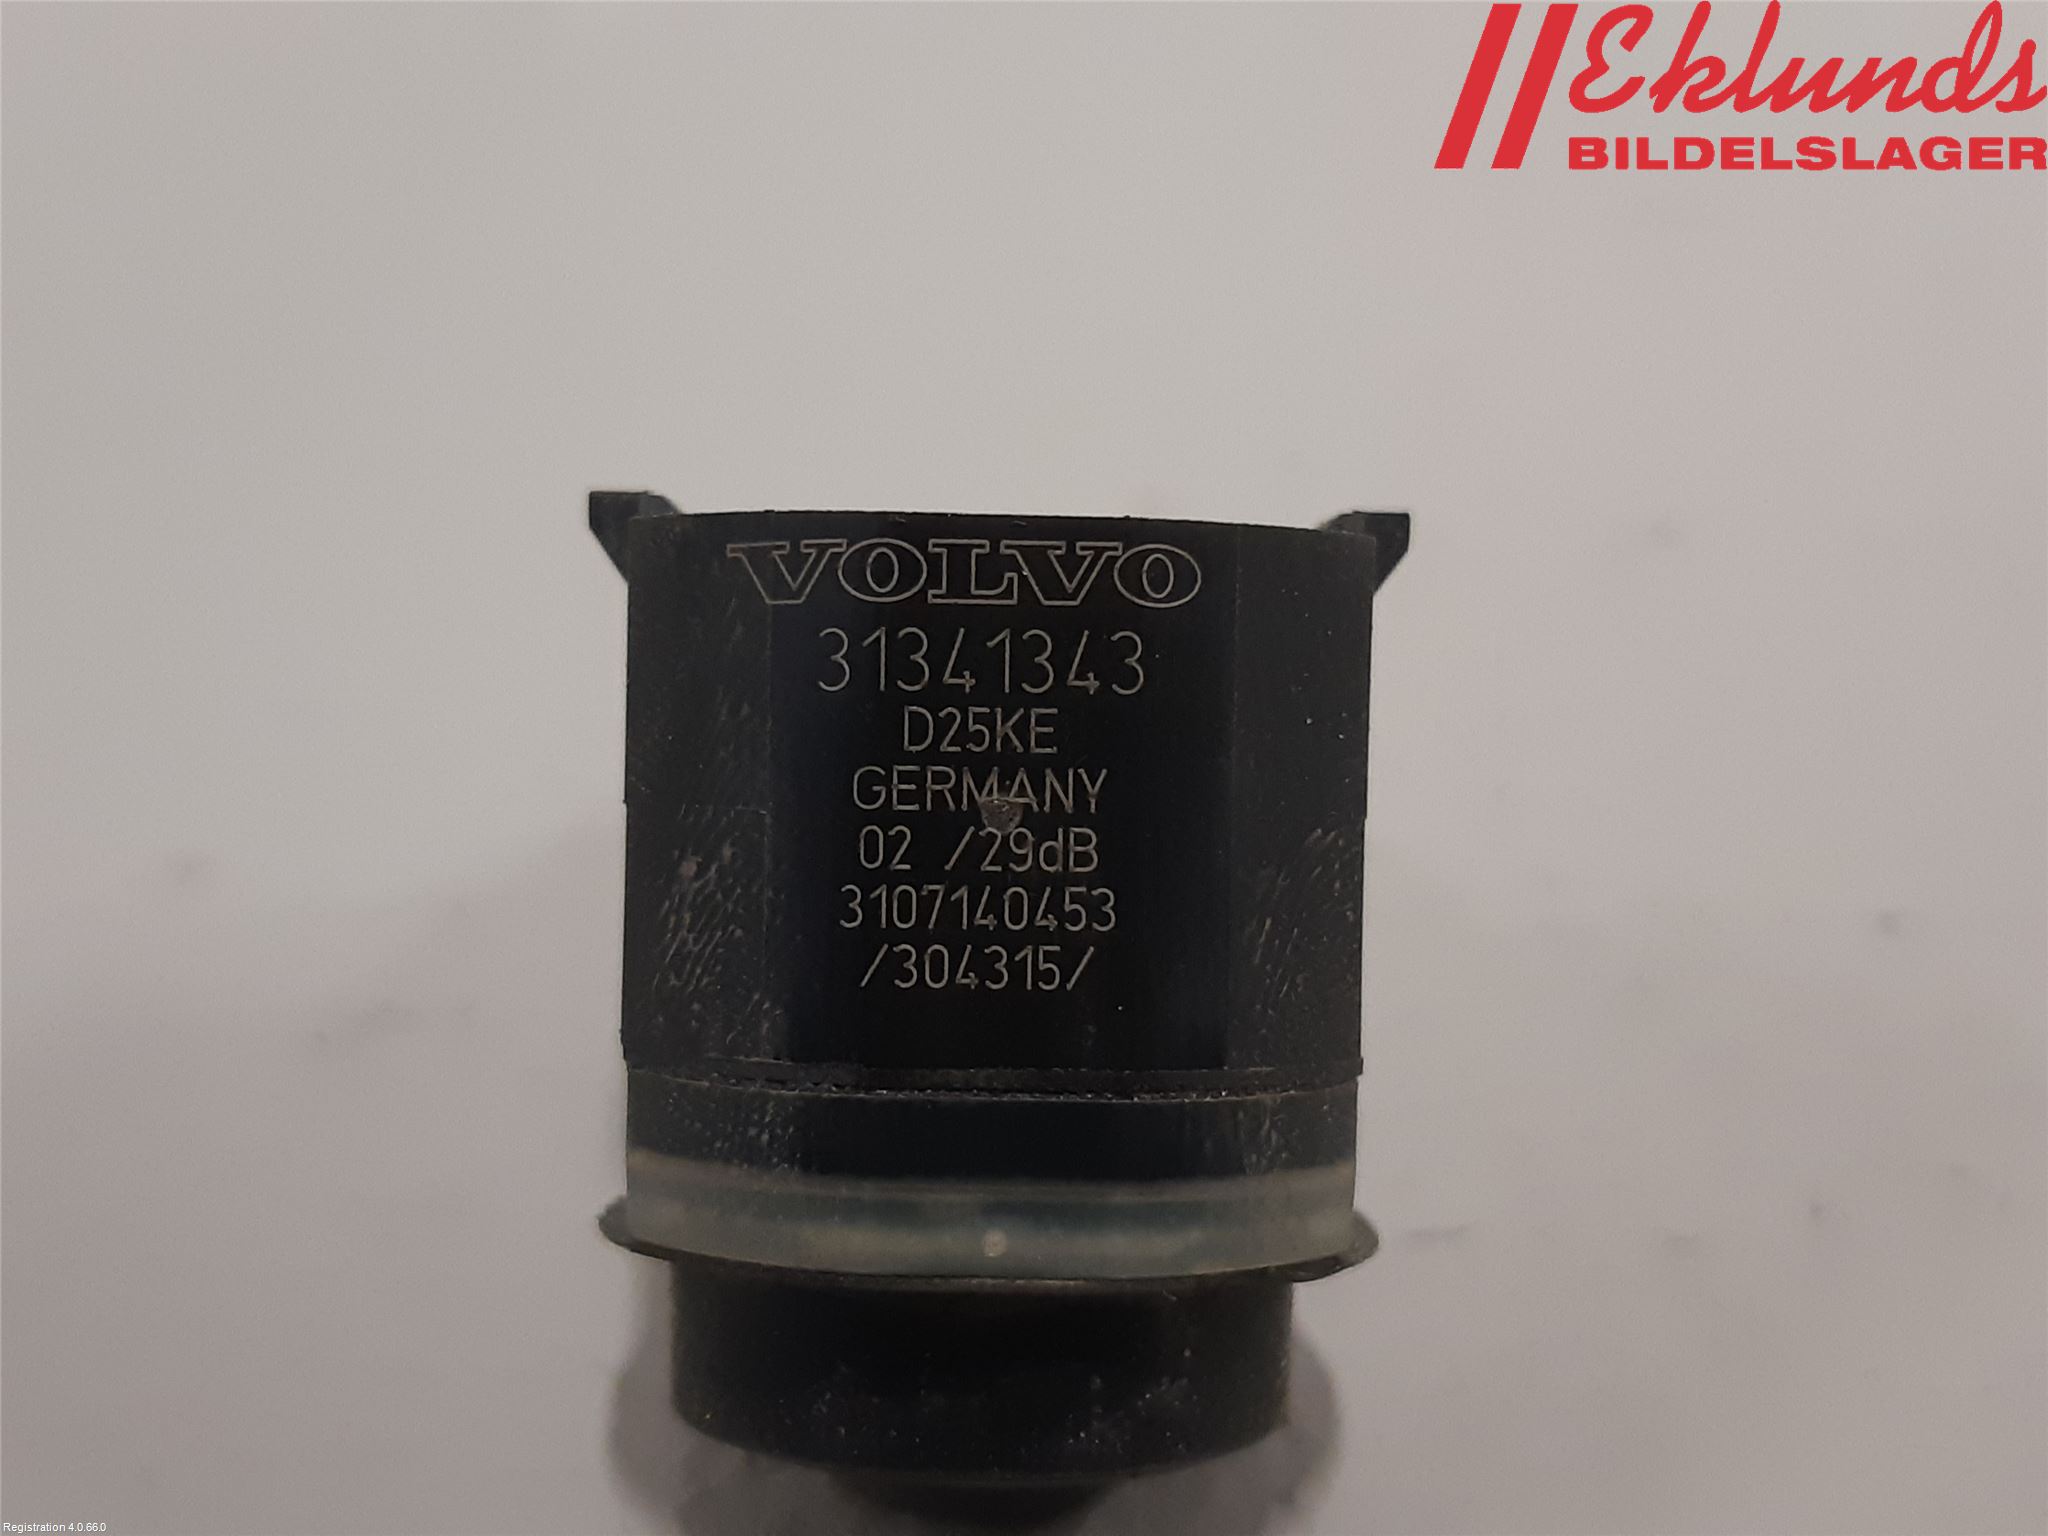 Eklunds
BILDELSLAGER
VOLVO
31341343
D25KE
GERMANY
02 /29dB
3107140453
/304315/
Registration 4.0.66.0